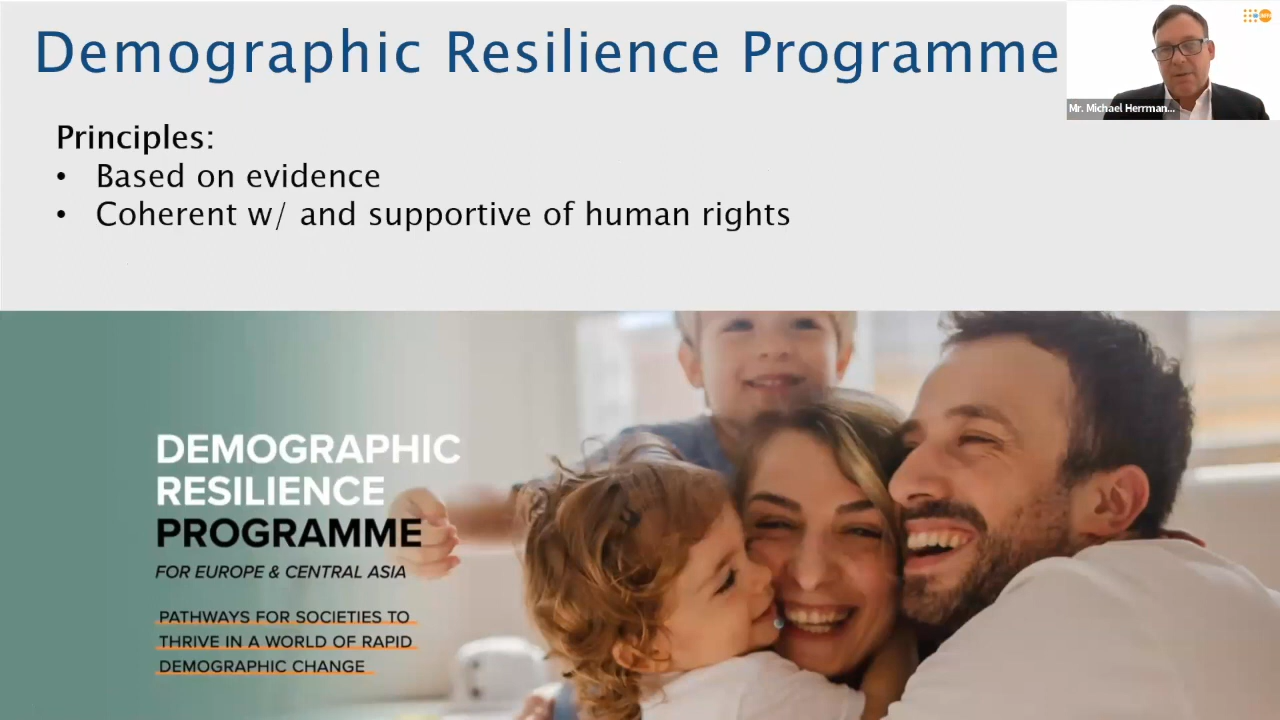 Demographic Resilience Programme
Mr. Michael Herrman...
Principles:
• Based on evidence
• Coherent w/ and supportive of human rights
DEMOGRAPHIC
RESILIENCE
PROGRAMME
FOR EUROPE & CENTRAL ASIA
PATHWAYS FOR SOCIETIES TO
THRIVE IN A WORLD OF RAPID
DEMOGRAPHIC CHANGE